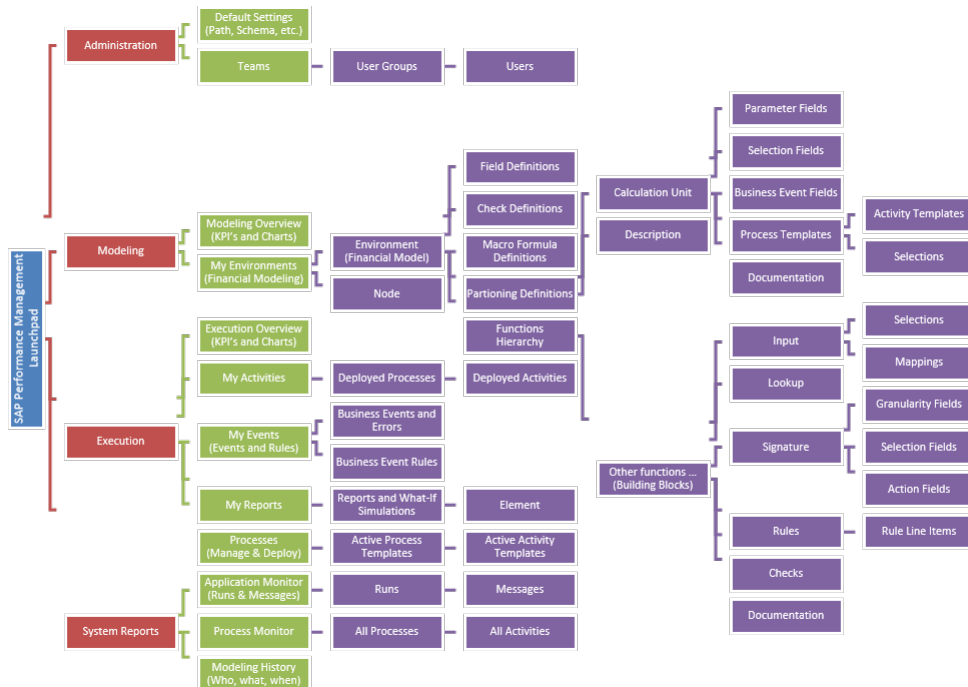 SAP Performance Management
Launchpad
Administration
Default Settings
(Path, Schema, etc.)
Teams
User Groups
Users
Modeling
Modeling Overview
(KPI's and Charts)
My Environments
(Financial Modeling)
Environment
(Financial Model)
Node
Field Definitions
Check Definitions
Macro Formula
Definitions
Partioning Definitions
Functions
Hierarchy
Calculation Unit
Description
Parameter Fields
Selection Fields
Business Event Fields
Process Templates
Documentation
Activity Templates
Selections
Other functions ...
(Building Blocks)
Input
Lookup
Signature
Rules
Checks
Documentation
Selections
Mappings
Granularity Fields
Selection Fields
Action Fields
Rule Line Items
Execution
Execution Overview
(KPI's and Charts)
My Activities
Deployed Processes
Deployed Activities
My Events
(Events and Rules)
Business Events and
Errors
Business Event Rules
My Reports
Reports and What-If
Simulations
Element
Processes
(Manage & Deploy)
Active Process
Templates
Active Activity
Templates
System Reports
Application Monitor
(Runs & Messages)
Runs
Messages
Process Monitor
All Processes
All Activities
Modeling History
(Who, what, when)